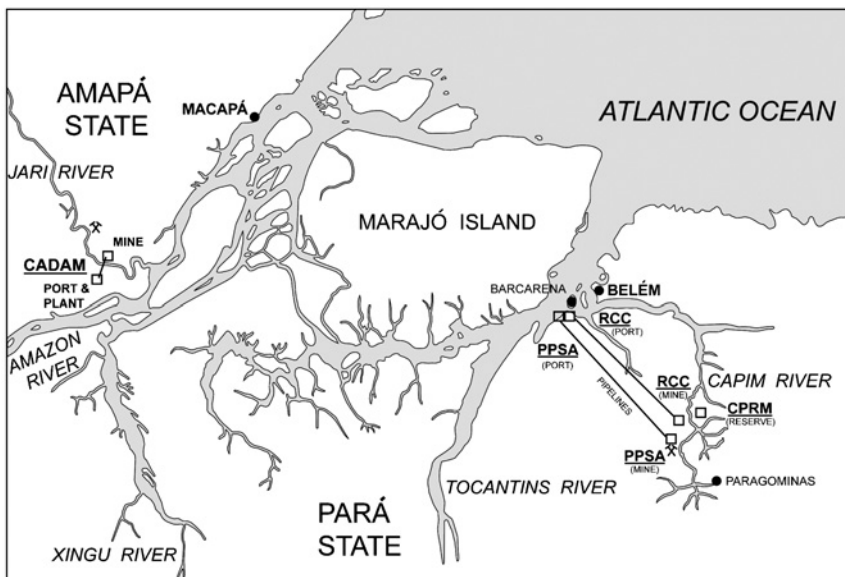 AMAPÁ
STATE
MACAPÁ
ATLANTIC OCEAN
JARI RIVER
MARAJÓ ISLAND
MINE
CADAM
PORT &
PLANT
BARCARENA
BELÉM
RCC
(PORT)
AMAZON
RIVER
PPSA
(PORT)
PIPELINES
RCC
(MINE)
CAPIM RIVER
CPRM
(RESERVE)
PPSA
(MINE)
TOCANTINS RIVER
PARAGOMINAS
PARÁ
STATE
XINGU RIVER